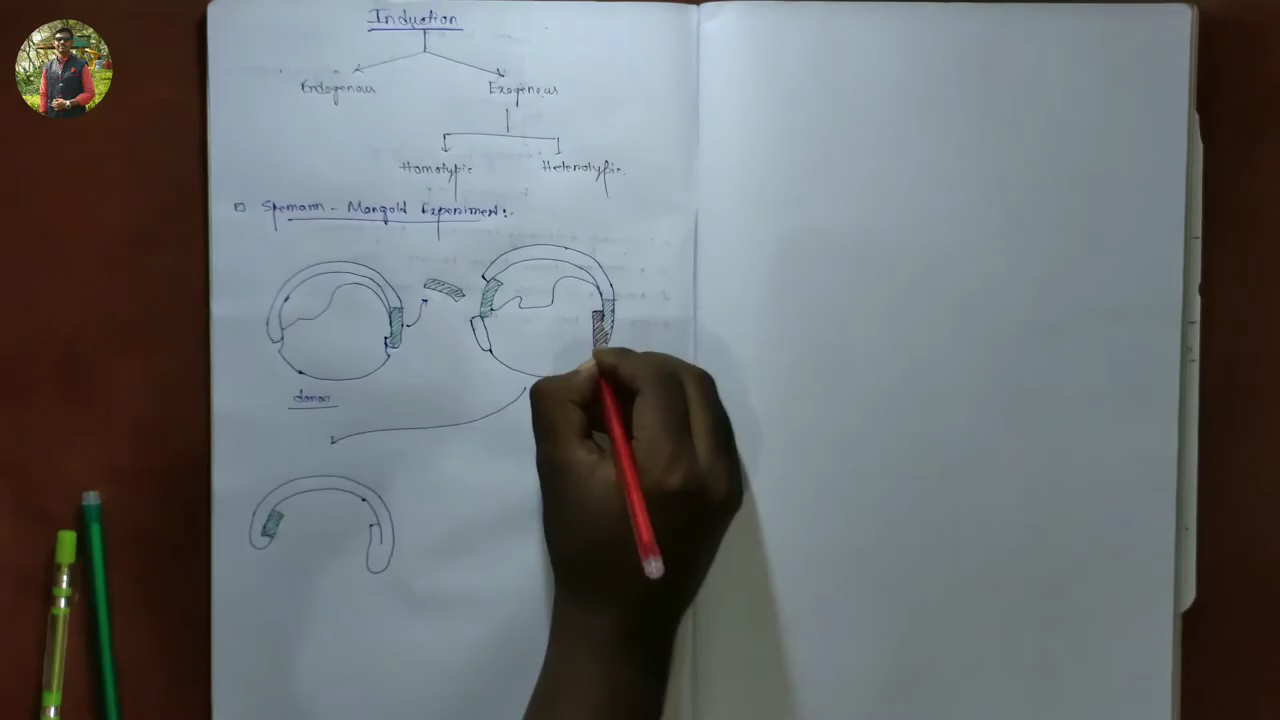 Induction
Endogenous Exogenous
Homotypic Heterotypic.
Spemann - Mangold Experiment:-
donor